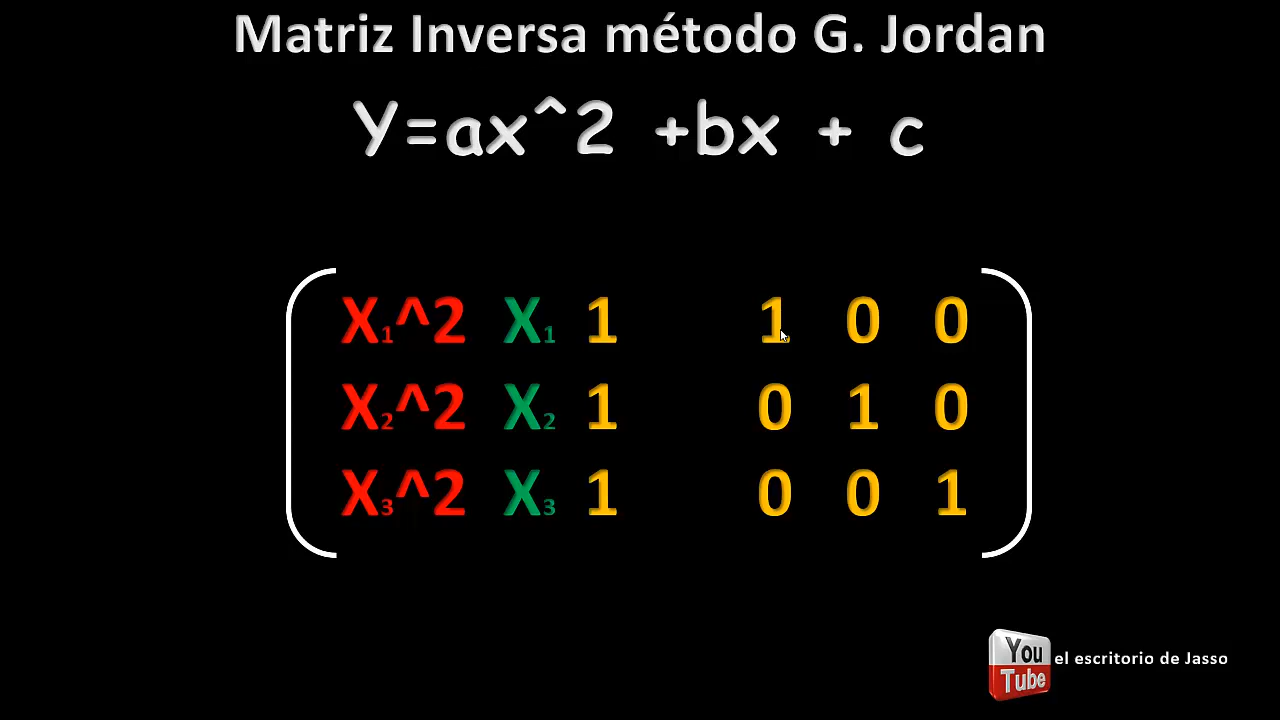 Matriz Inversa método G. Jordan
Y=ax^2 +bx + c
X₁^2 X₁ 1 1 0 0
X₂^2 X₂ 1 0 1 0
X₃^2 X₃ 1 0 0 1
You
Tube
el escritorio de Jasso